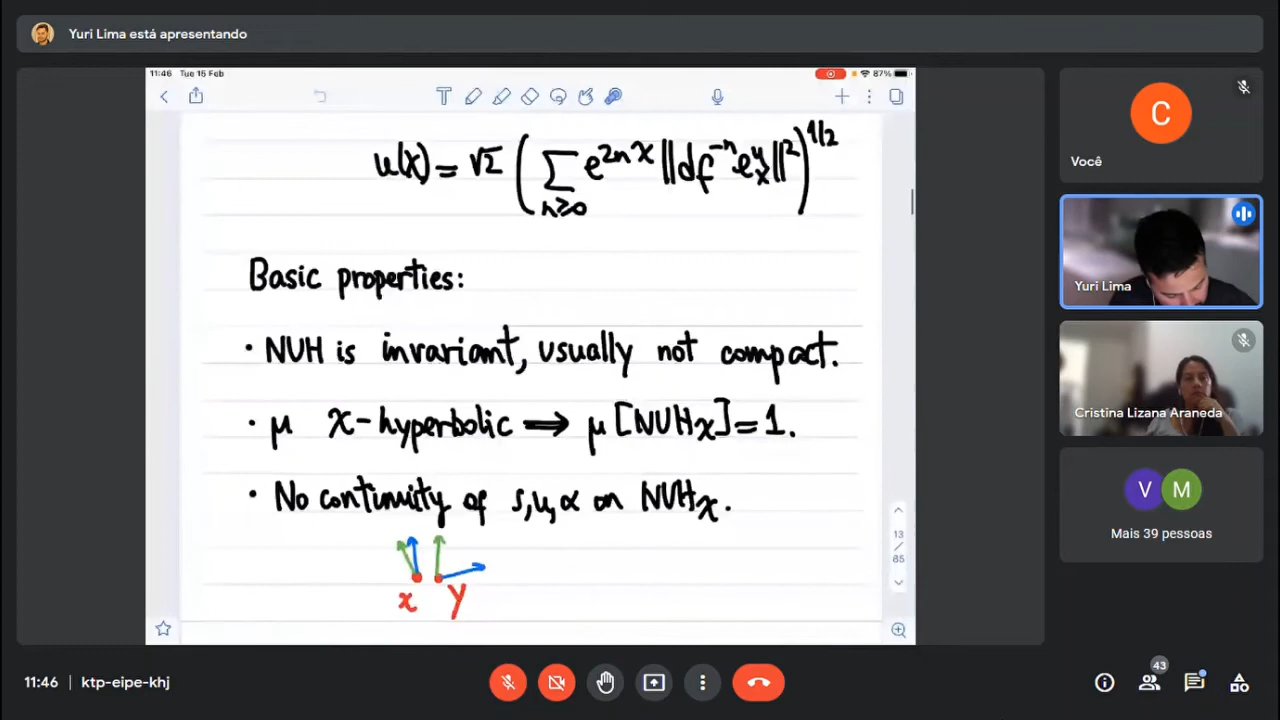 Yuri Lima está apresentando
11:46 Tue 15 Feb
87%
u(x) = √2 ( ∑ n≥0 e^{2nχ} ||df^{-n} e^u_x||^2 )^{1/2}
Basic properties:
• NUH is invariant, usually not compact.
• μ χ-hyperbolic ⟹ μ[NUHχ]=1.
• No continuity of s,u,α on NUHχ.
x y
13
/
65
C
Você
Yuri Lima
Cristina Lizana Araneda
V M
Mais 39 pessoas
11:46 | ktp-eipe-khj
43